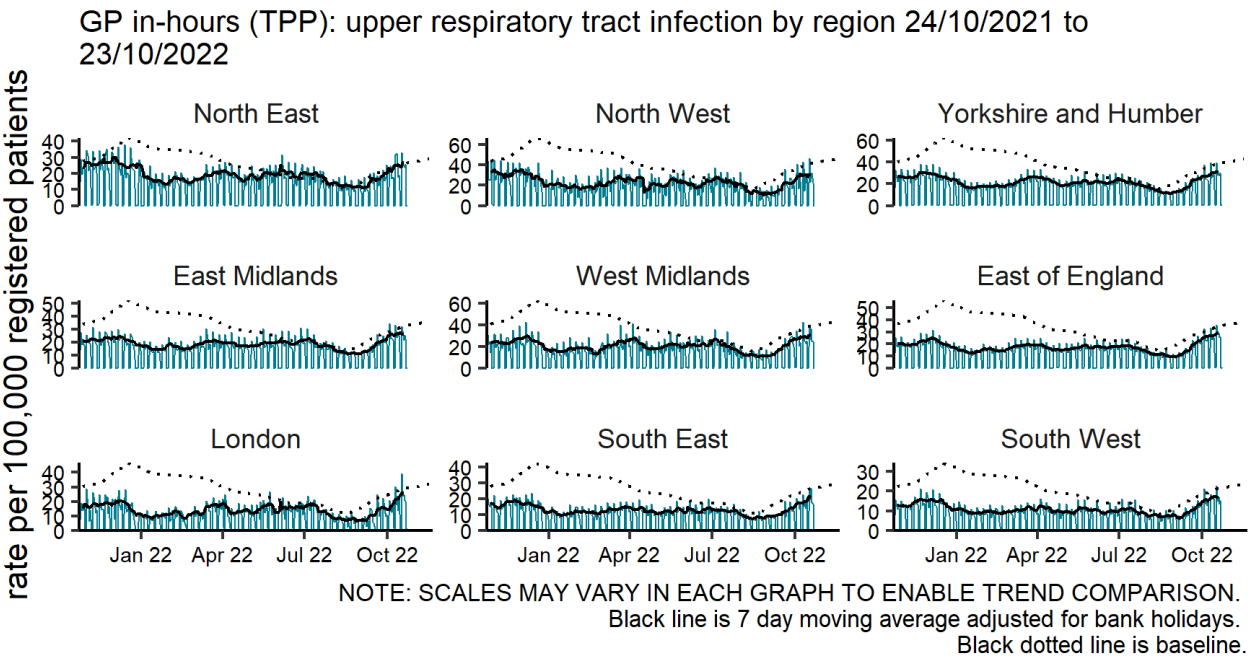 GP in-hours (TPP): upper respiratory tract infection by region 24/10/2021 to
23/10/2022
rate per 100,000 registered patients
North East
40
30
20
10
0
North West
60
40
20
0
Yorkshire and Humber
60
40
20
0
East Midlands
50
40
30
20
10
0
West Midlands
60
40
20
0
East of England
50
40
30
20
10
0
London
40
30
20
10
0
South East
40
30
20
10
0
South West
30
20
10
0
Jan 22 Apr 22 Jul 22 Oct 22
Jan 22 Apr 22 Jul 22 Oct 22
Jan 22 Apr 22 Jul 22 Oct 22
NOTE: SCALES MAY VARY IN EACH GRAPH TO ENABLE TREND COMPARISON.
Black line is 7 day moving average adjusted for bank holidays.
Black dotted line is baseline.